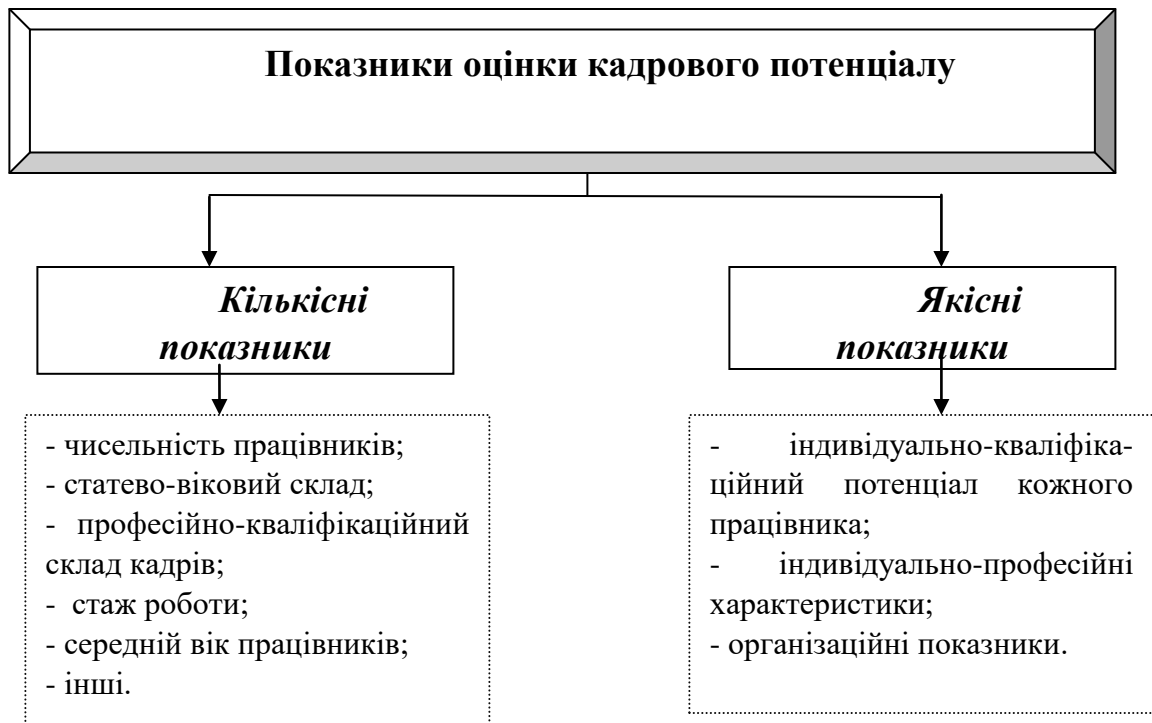 Показники оцінки кадрового потенціалу
Кількісні
показники
- чисельність працівників;
- статево-віковий склад;
- професійно-кваліфікаційний
склад кадрів;
- стаж роботи;
- середній вік працівників;
- інші.
Якісні
показники
- індивідуально-кваліфіка-
ційний потенціал кожного
працівника;
- індивідуально-професійні
характеристики;
- організаційні показники.